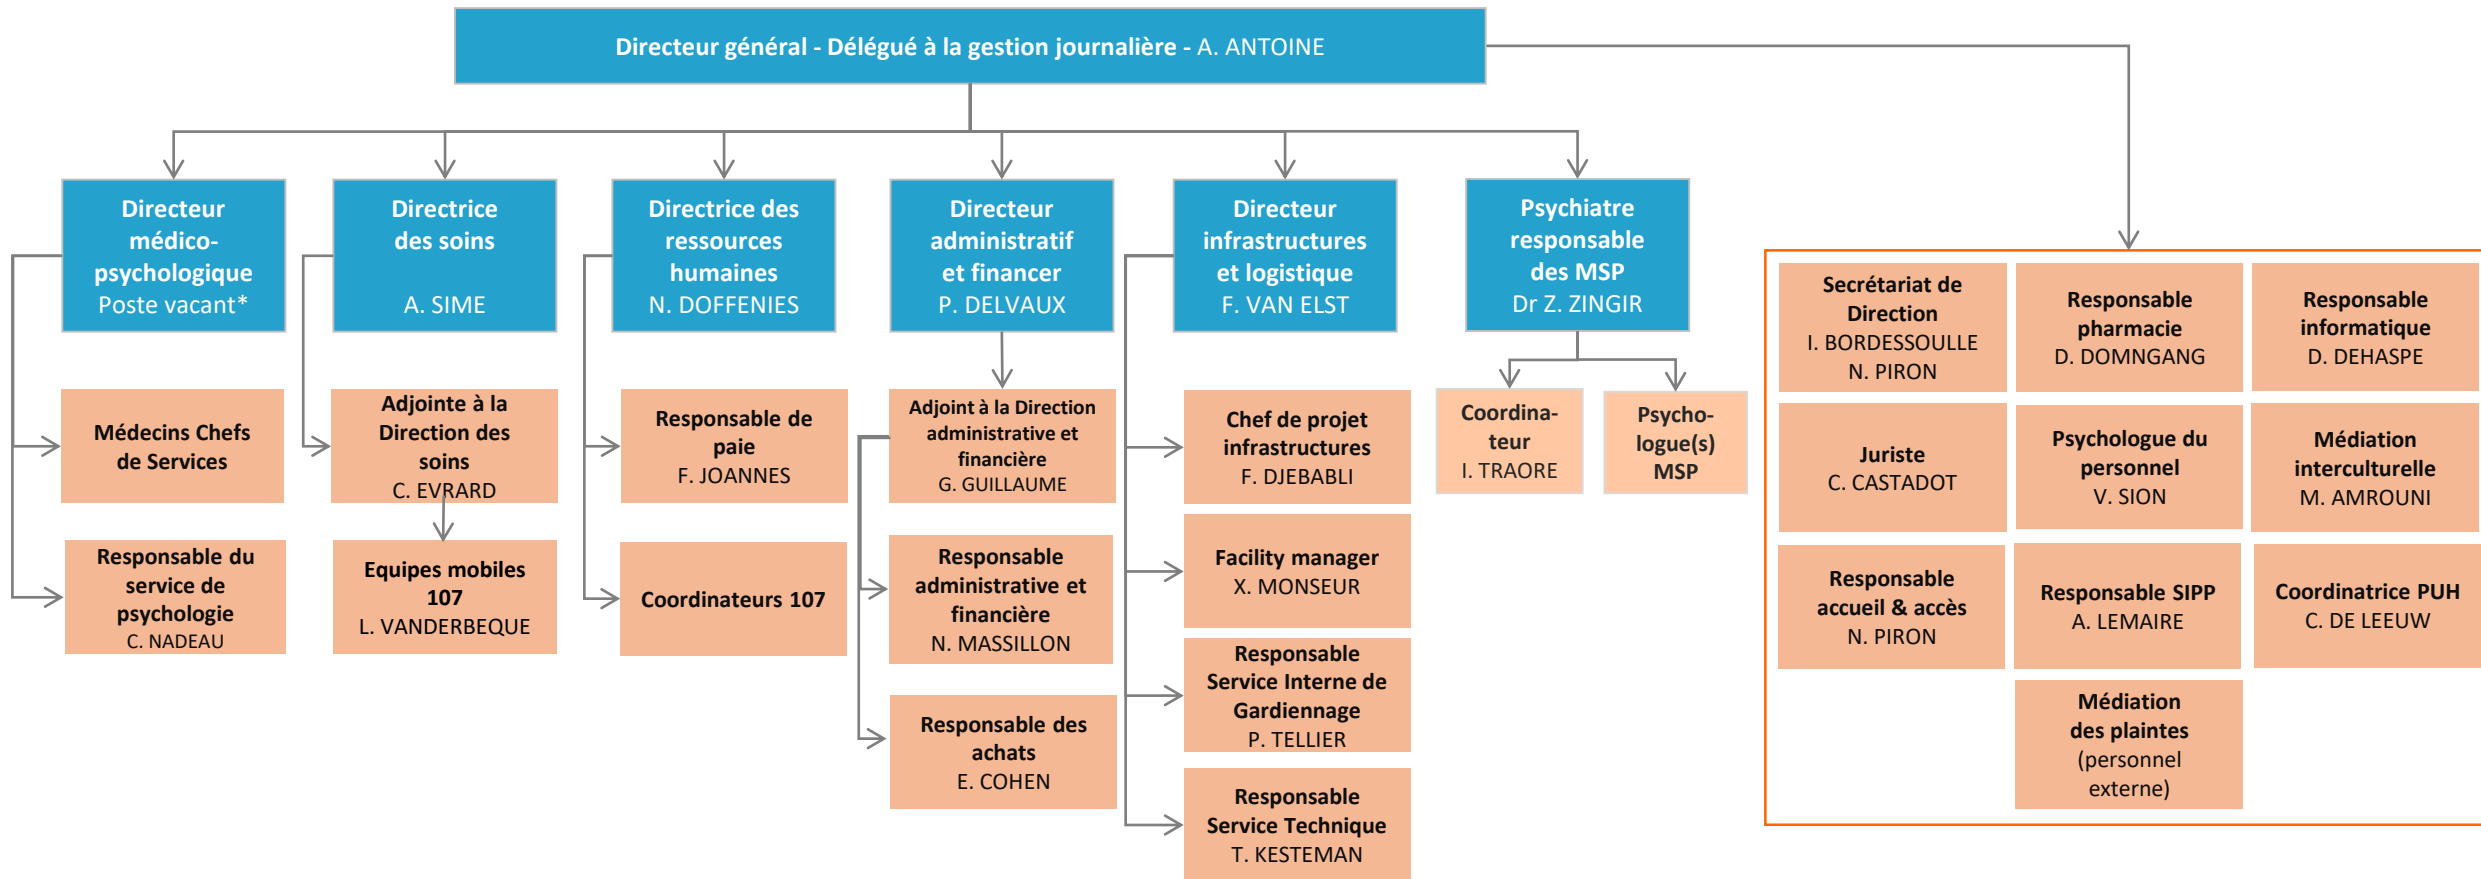 Directeur général - Délégué à la gestion journalière - A. ANTOINE
Directeur
médico-
psychologique
Poste vacant*
Directrice
des soins
A. SIME
Directrice des
ressources
humaines
N. DOFFENIES
Directeur
administratif
et financer
P. DELVAUX
Directeur
infrastructures
et logistique
F. VAN ELST
Psychiatre
responsable
des MSP
Dr Z. ZINGIR
Médecins Chefs
de Services
Responsable du
service de
psychologie
C. NADEAU
Adjointe à la
Direction des
soins
C. EVRARD
Equipes mobiles
107
L. VANDERBEQUE
Responsable de
paie
F. JOANNES
Coordinateurs 107
Adjoint à la Direction
administrative et
financière
G. GUILLAUME
Responsable
administrative et
financière
N. MASSILLON
Responsable des
achats
E. COHEN
Chef de projet
infrastructures
F. DJEBABLI
Facility manager
X. MONSEUR
Responsable
Service Interne de
Gardiennage
P. TELLIER
Responsable
Service Technique
T. KESTEMAN
Coordina-
teur
I. TRAORE
Psycho-
logue(s)
MSP
Secrétariat de
Direction
I. BORDESSOULLE
N. PIRON
Responsable
pharmacie
D. DOMNGANG
Responsable
informatique
D. DEHASPE
Juriste
C. CASTADOT
Psychologue du
personnel
V. SION
Médiation
interculturelle
M. AMROUNI
Responsable
accueil & accès
N. PIRON
Responsable SIPP
A. LEMAIRE
Coordinatrice PUH
C. DE LEEUW
Médiation
des plaintes
(personnel
externe)